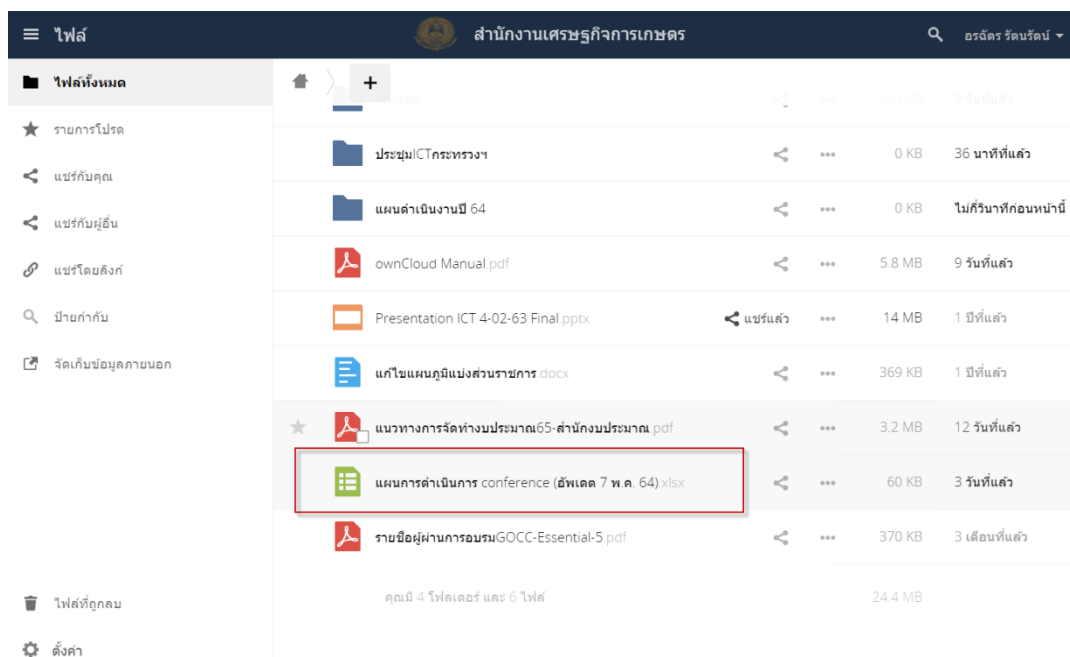 ไฟล์
สำนักงานเศรษฐกิจการเกษตร
อรฉัตร รัตนรัตน์
ไฟล์ทั้งหมด
+
รายการโปรด
แชร์กับคุณ
แชร์กับผู้อื่น
แชร์โดยลิงก์
ป้ายกำกับ
จัดเก็บข้อมูลภายนอก
ไฟล์ที่ถูกลบ
ตั้งค่า
Photos 9 วันที่แล้ว
ประชุมICTกระทรวงฯ 0 KB 36 นาทีที่แล้ว
แผนดำเนินงานปี 64 0 KB ไม่กี่วินาทีก่อนหน้านี้
ownCloud Manual.pdf 5.8 MB 9 วันที่แล้ว
Presentation ICT 4-02-63 Final.pptx แชร์แล้ว 14 MB 1 ปีที่แล้ว
แก้ไขแผนภูมิแบ่งส่วนราชการ.docx 369 KB 1 ปีที่แล้ว
แนวทางการจัดทำงบประมาณ65-สำนักงบประมาณ.pdf 3.2 MB 12 วันที่แล้ว
แผนการดำเนินการ conference (อัพเดต 7 พ.ค. 64).xlsx 60 KB 3 วันที่แล้ว
รายชื่อผู้ผ่านการอบรมGOCC-Essential-5.pdf 370 KB 3 เดือนที่แล้ว
คุณมี 4 โฟลเดอร์ และ 6 ไฟล์ 24.4 MB